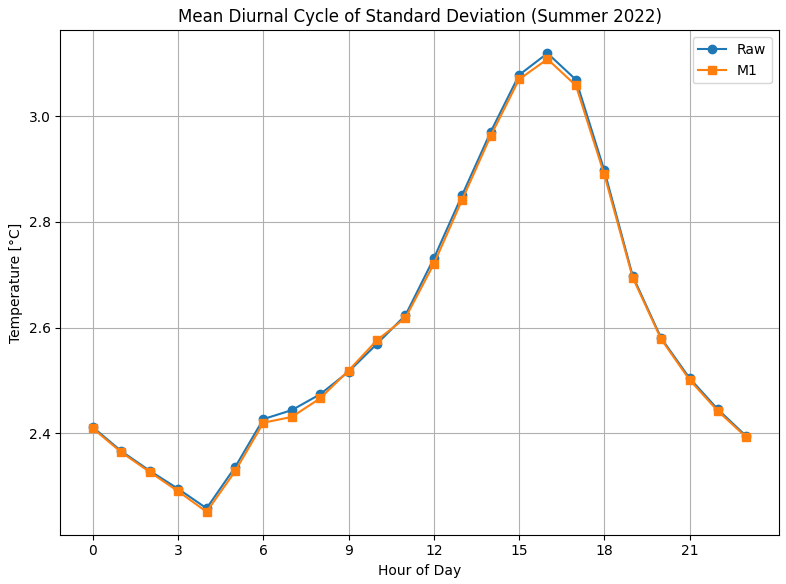 Mean Diurnal Cycle of Standard Deviation (Summer 2022)
Raw
M1
Temperature [°C]
3.0
2.8
2.6
2.4
0 3 6 9 12 15 18 21
Hour of Day